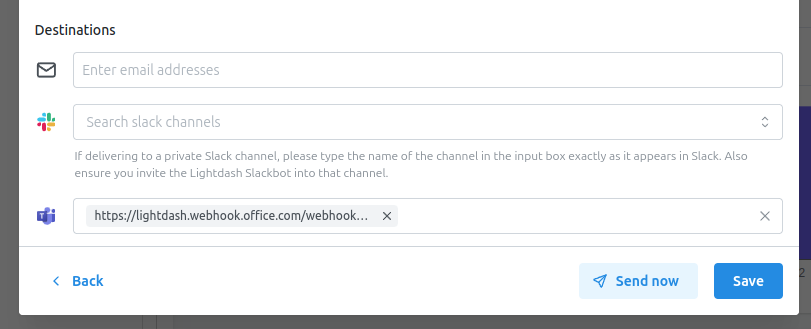 Destinations
Enter email addresses
Search slack channels
If delivering to a private Slack channel, please type the name of the channel in the input box exactly as it appears in Slack. Also
ensure you invite the Lightdash Slackbot into that channel.
https://lightdash.webhook.office.com/webhook...
Back
Send now
Save
2